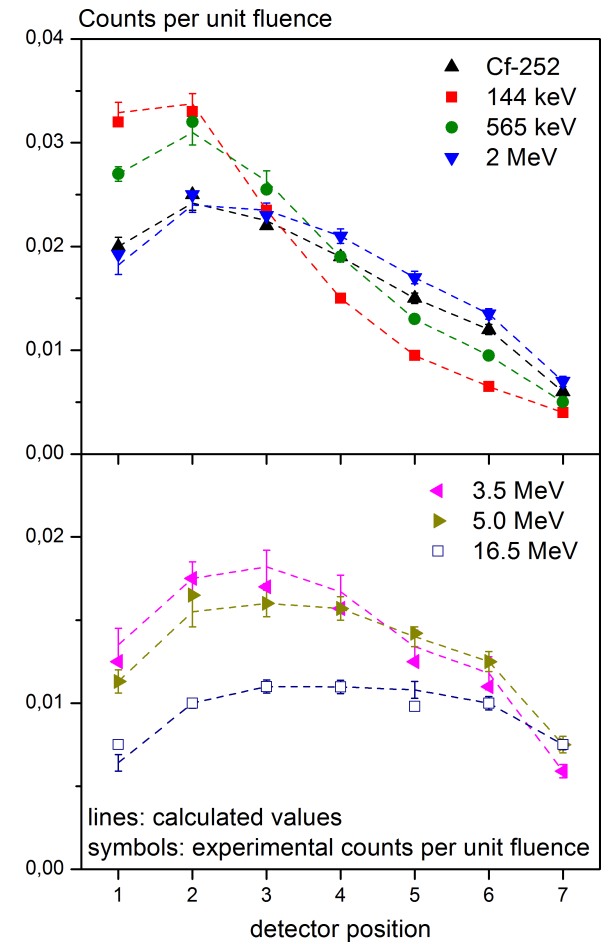 Counts per unit fluence
0,04
0,03
0,02
0,01
0,00
Cf-252
144 keV
565 keV
2 MeV
0,02
0,01
0,00
3.5 MeV
5.0 MeV
16.5 MeV
lines: calculated values
symbols: experimental counts per unit fluence
1 2 3 4 5 6 7
detector position